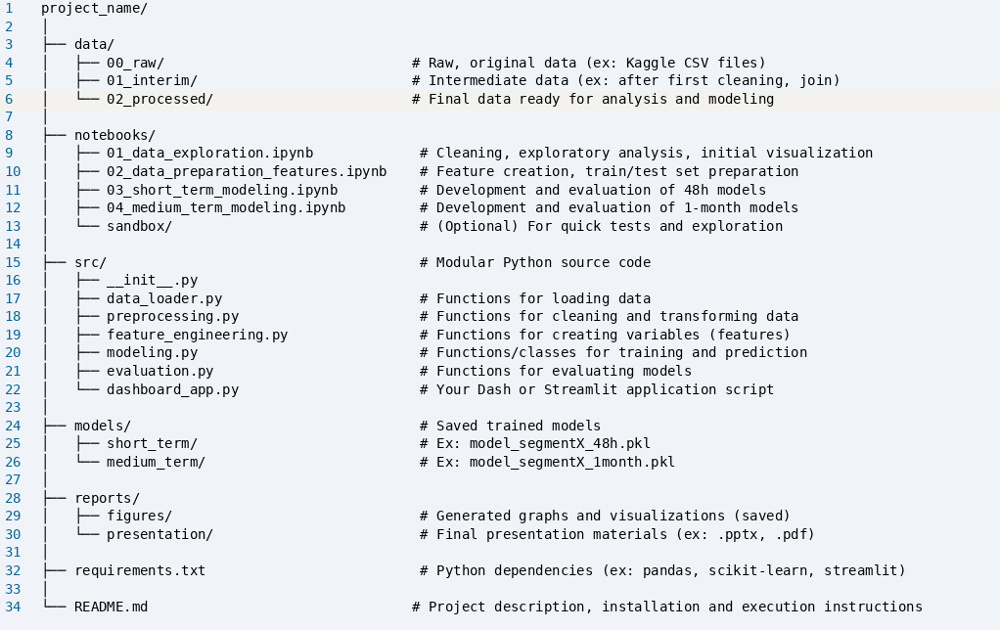 1 project_name/
2 │
3 ├── data/
4 │   ├── 00_raw/                              # Raw, original data (ex: Kaggle CSV files)
5 │   ├── 01_interim/                          # Intermediate data (ex: after first cleaning, join)
6 │   └── 02_processed/                        # Final data ready for analysis and modeling
7 │
8 ├── notebooks/
9 │   ├── 01_data_exploration.ipynb             # Cleaning, exploratory analysis, initial visualization
10 │   ├── 02_data_preparation_features.ipynb    # Feature creation, train/test set preparation
11 │   ├── 03_short_term_modeling.ipynb          # Development and evaluation of 48h models
12 │   ├── 04_medium_term_modeling.ipynb         # Development and evaluation of 1-month models
13 │   └── sandbox/                              # (Optional) For quick tests and exploration
14 │
15 ├── src/                                      # Modular Python source code
16 │   ├── __init__.py
17 │   ├── data_loader.py                        # Functions for loading data
18 │   ├── preprocessing.py                      # Functions for cleaning and transforming data
19 │   ├── feature_engineering.py                # Functions for creating variables (features)
20 │   ├── modeling.py                           # Functions/classes for training and prediction
21 │   ├── evaluation.py                         # Functions for evaluating models
22 │   └── dashboard_app.py                      # Your Dash or Streamlit application script
23 │
24 ├── models/                                   # Saved trained models
25 │   ├── short_term/                           # Ex: model_segmentX_48h.pkl
26 │   └── medium_term/                          # Ex: model_segmentX_1month.pkl
27 │
28 ├── reports/
29 │   ├── figures/                              # Generated graphs and visualizations (saved)
30 │   └── presentation/                         # Final presentation materials (ex: .pptx, .pdf)
31 │
32 ├── requirements.txt                          # Python dependencies (ex: pandas, scikit-learn, streamlit)
33 │
34 └── README.md                                # Project description, installation and execution instructions